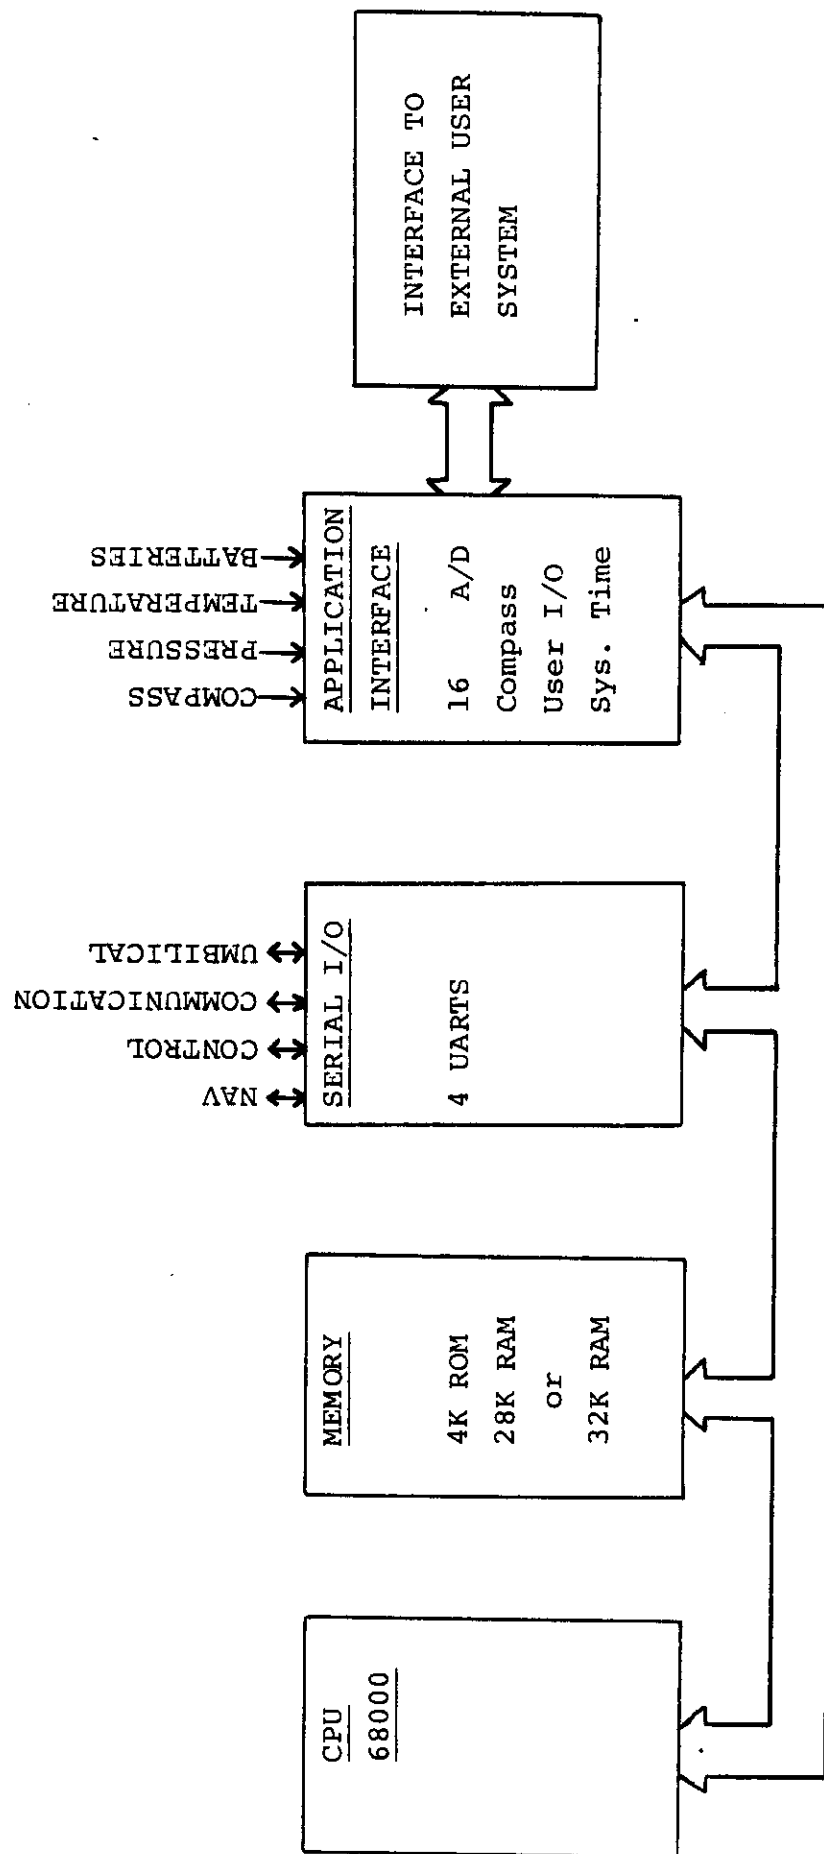 CPU
68000
MEMORY
4K ROM
28K RAM
or
32K RAM
NAV
CONTROL
COMMUNICATION
UMBILICAL
SERIAL I/O
4 UARTS
COMPASS
PRESSURE
TEMPERATURE
BATTERIES
APPLICATION
INTERFACE
16 A/D
Compass
User I/O
Sys. Time
INTERFACE TO
EXTERNAL USER
SYSTEM